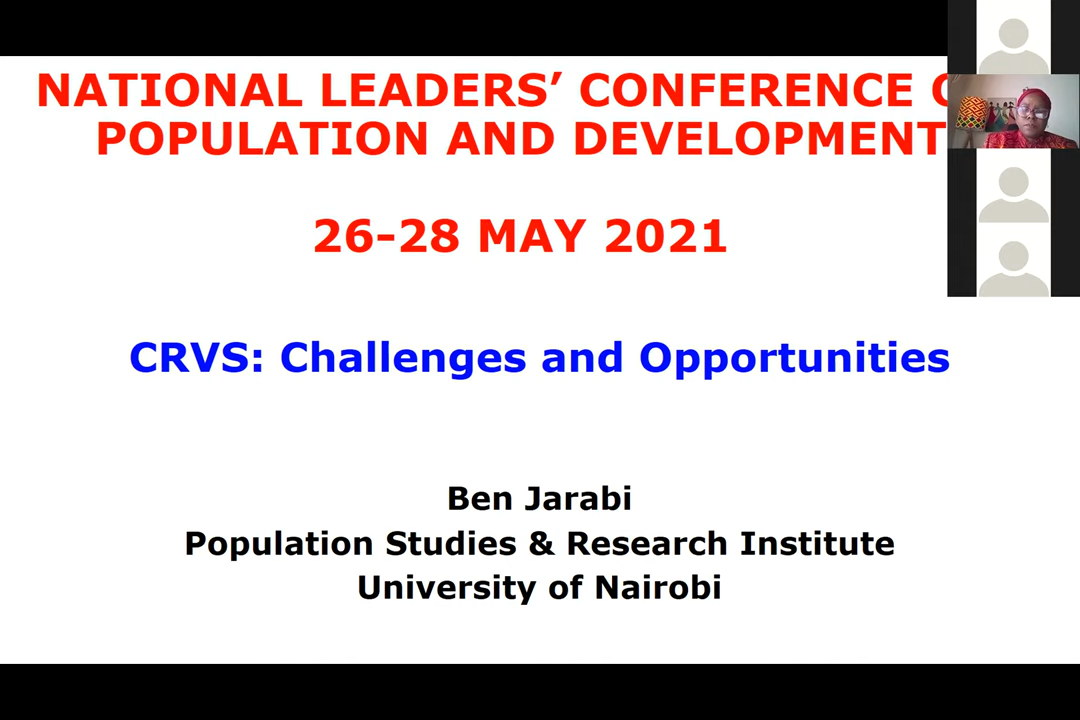 NATIONAL LEADERS’ CONFERENCE
POPULATION AND DEVELOPMENT
26-28 MAY 2021
CRVS: Challenges and Opportunities
Ben Jarabi
Population Studies & Research Institute
University of Nairobi